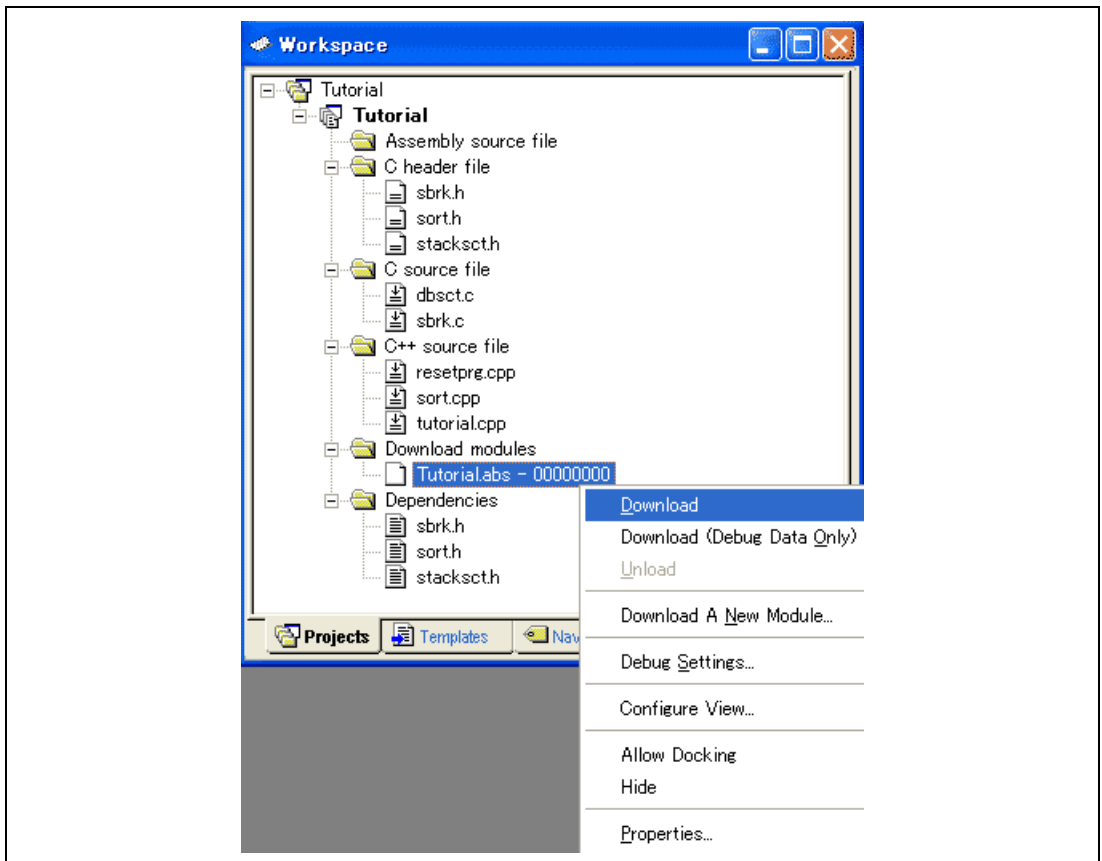 Workspace
Tutorial
Tutorial
Assembly source file
C header file
sbrk.h
sort.h
stacksct.h
C source file
dbsct.c
sbrk.c
C++ source file
resetprg.cpp
sort.cpp
tutorial.cpp
Download modules
Tutorial.abs - 00000000
Dependencies
sbrk.h
sort.h
stacksct.h
Projects Templates Nav
Download
Download (Debug Data Only)
Unload
Download A New Module...
Debug Settings...
Configure View...
Allow Docking
Hide
Properties...